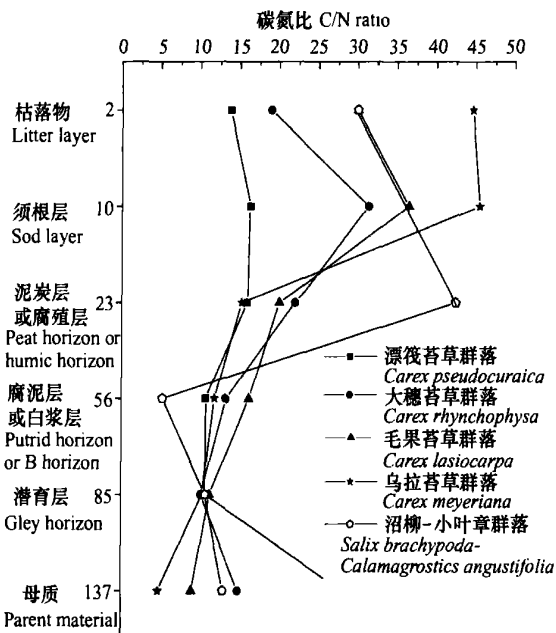 碳氮比 C/N ratio
0 5 10 15 20 25 30 35 40 45 50
枯落物
Litter layer
2
须根层
Sod layer
10
泥炭层
或腐殖层
Peat horizon or
humic horizon
23
腐泥层
或白浆层
Putrid horizon
or B horizon
56
潜育层
Gley horizon
85
母质
Parent material
137
漂筏苔草群落
Carex pseudocuraica
大穗苔草群落
Carex rhynchophysa
毛果苔草群落
Carex lasiocarpa
乌拉苔草群落
Carex meyeriana
沼柳-小叶章群落
Salix brachypoda-
Calamagrostics angustifolia